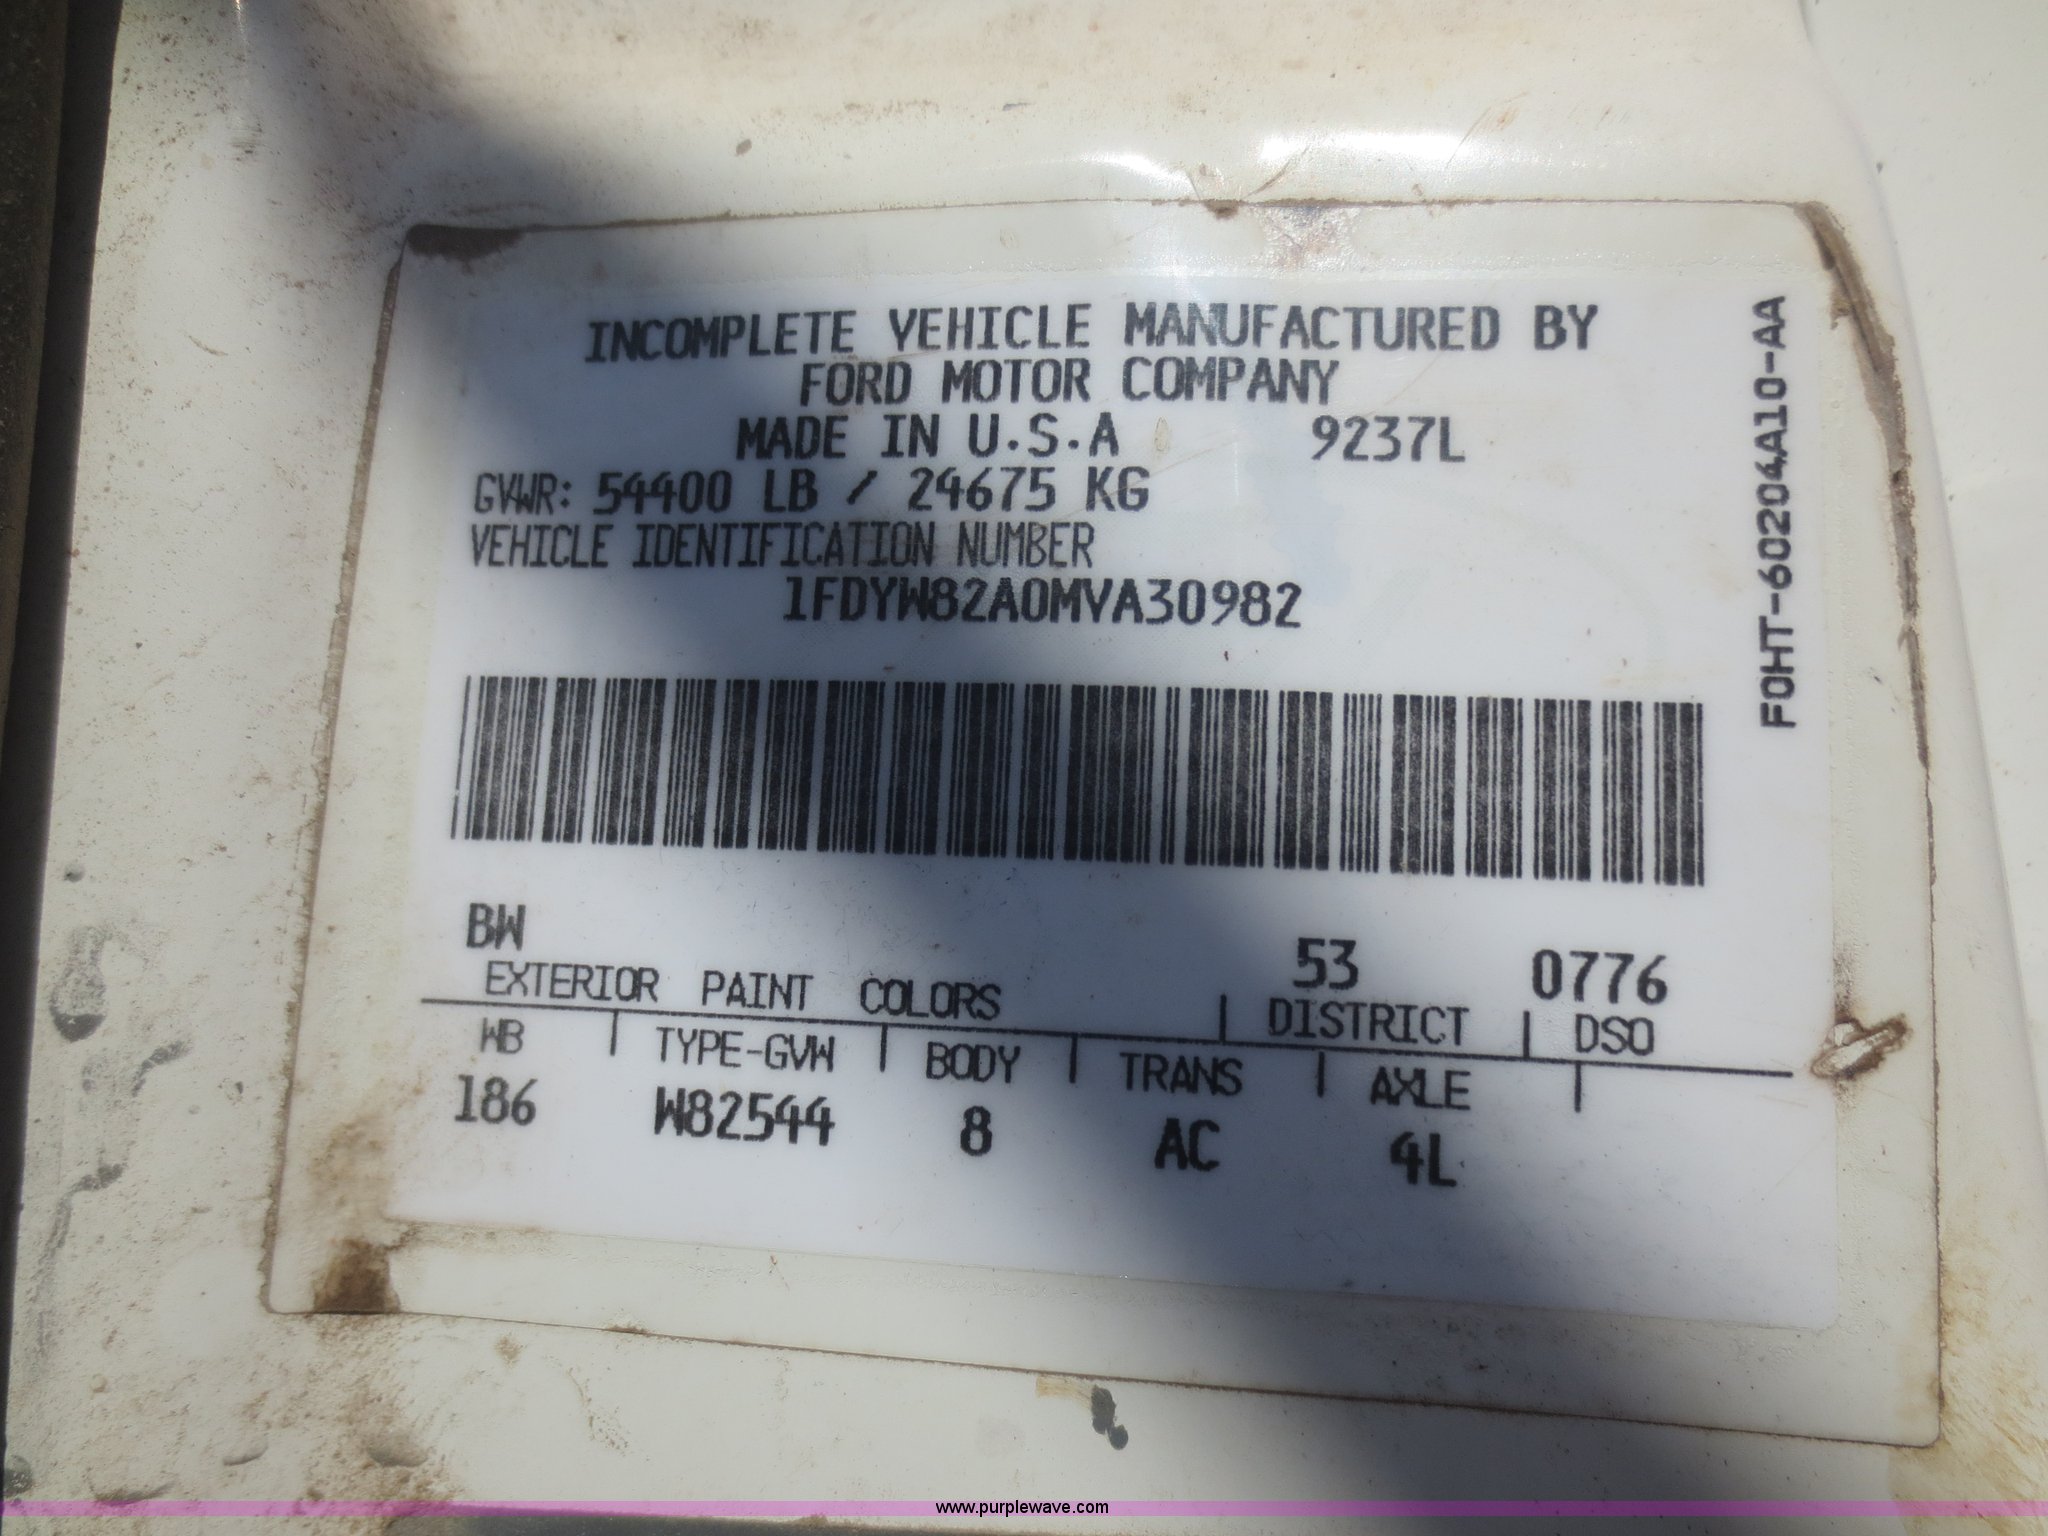 INCOMPLETE VEHICLE MANUFACTURED BY
FORD MOTOR COMPANY
MADE IN U.S.A 9237L
GVWR: 54400 LB / 24675 KG
VEHICLE IDENTIFICATION NUMBER
1FDYW82A0MVA30982
F0HT-60204A10-AA
BW 53 0776
EXTERIOR PAINT COLORS DISTRICT DSO
WB TYPE-GVW BODY TRANS AXLE
186 W82544 8 AC 4L
www.purplewave.com